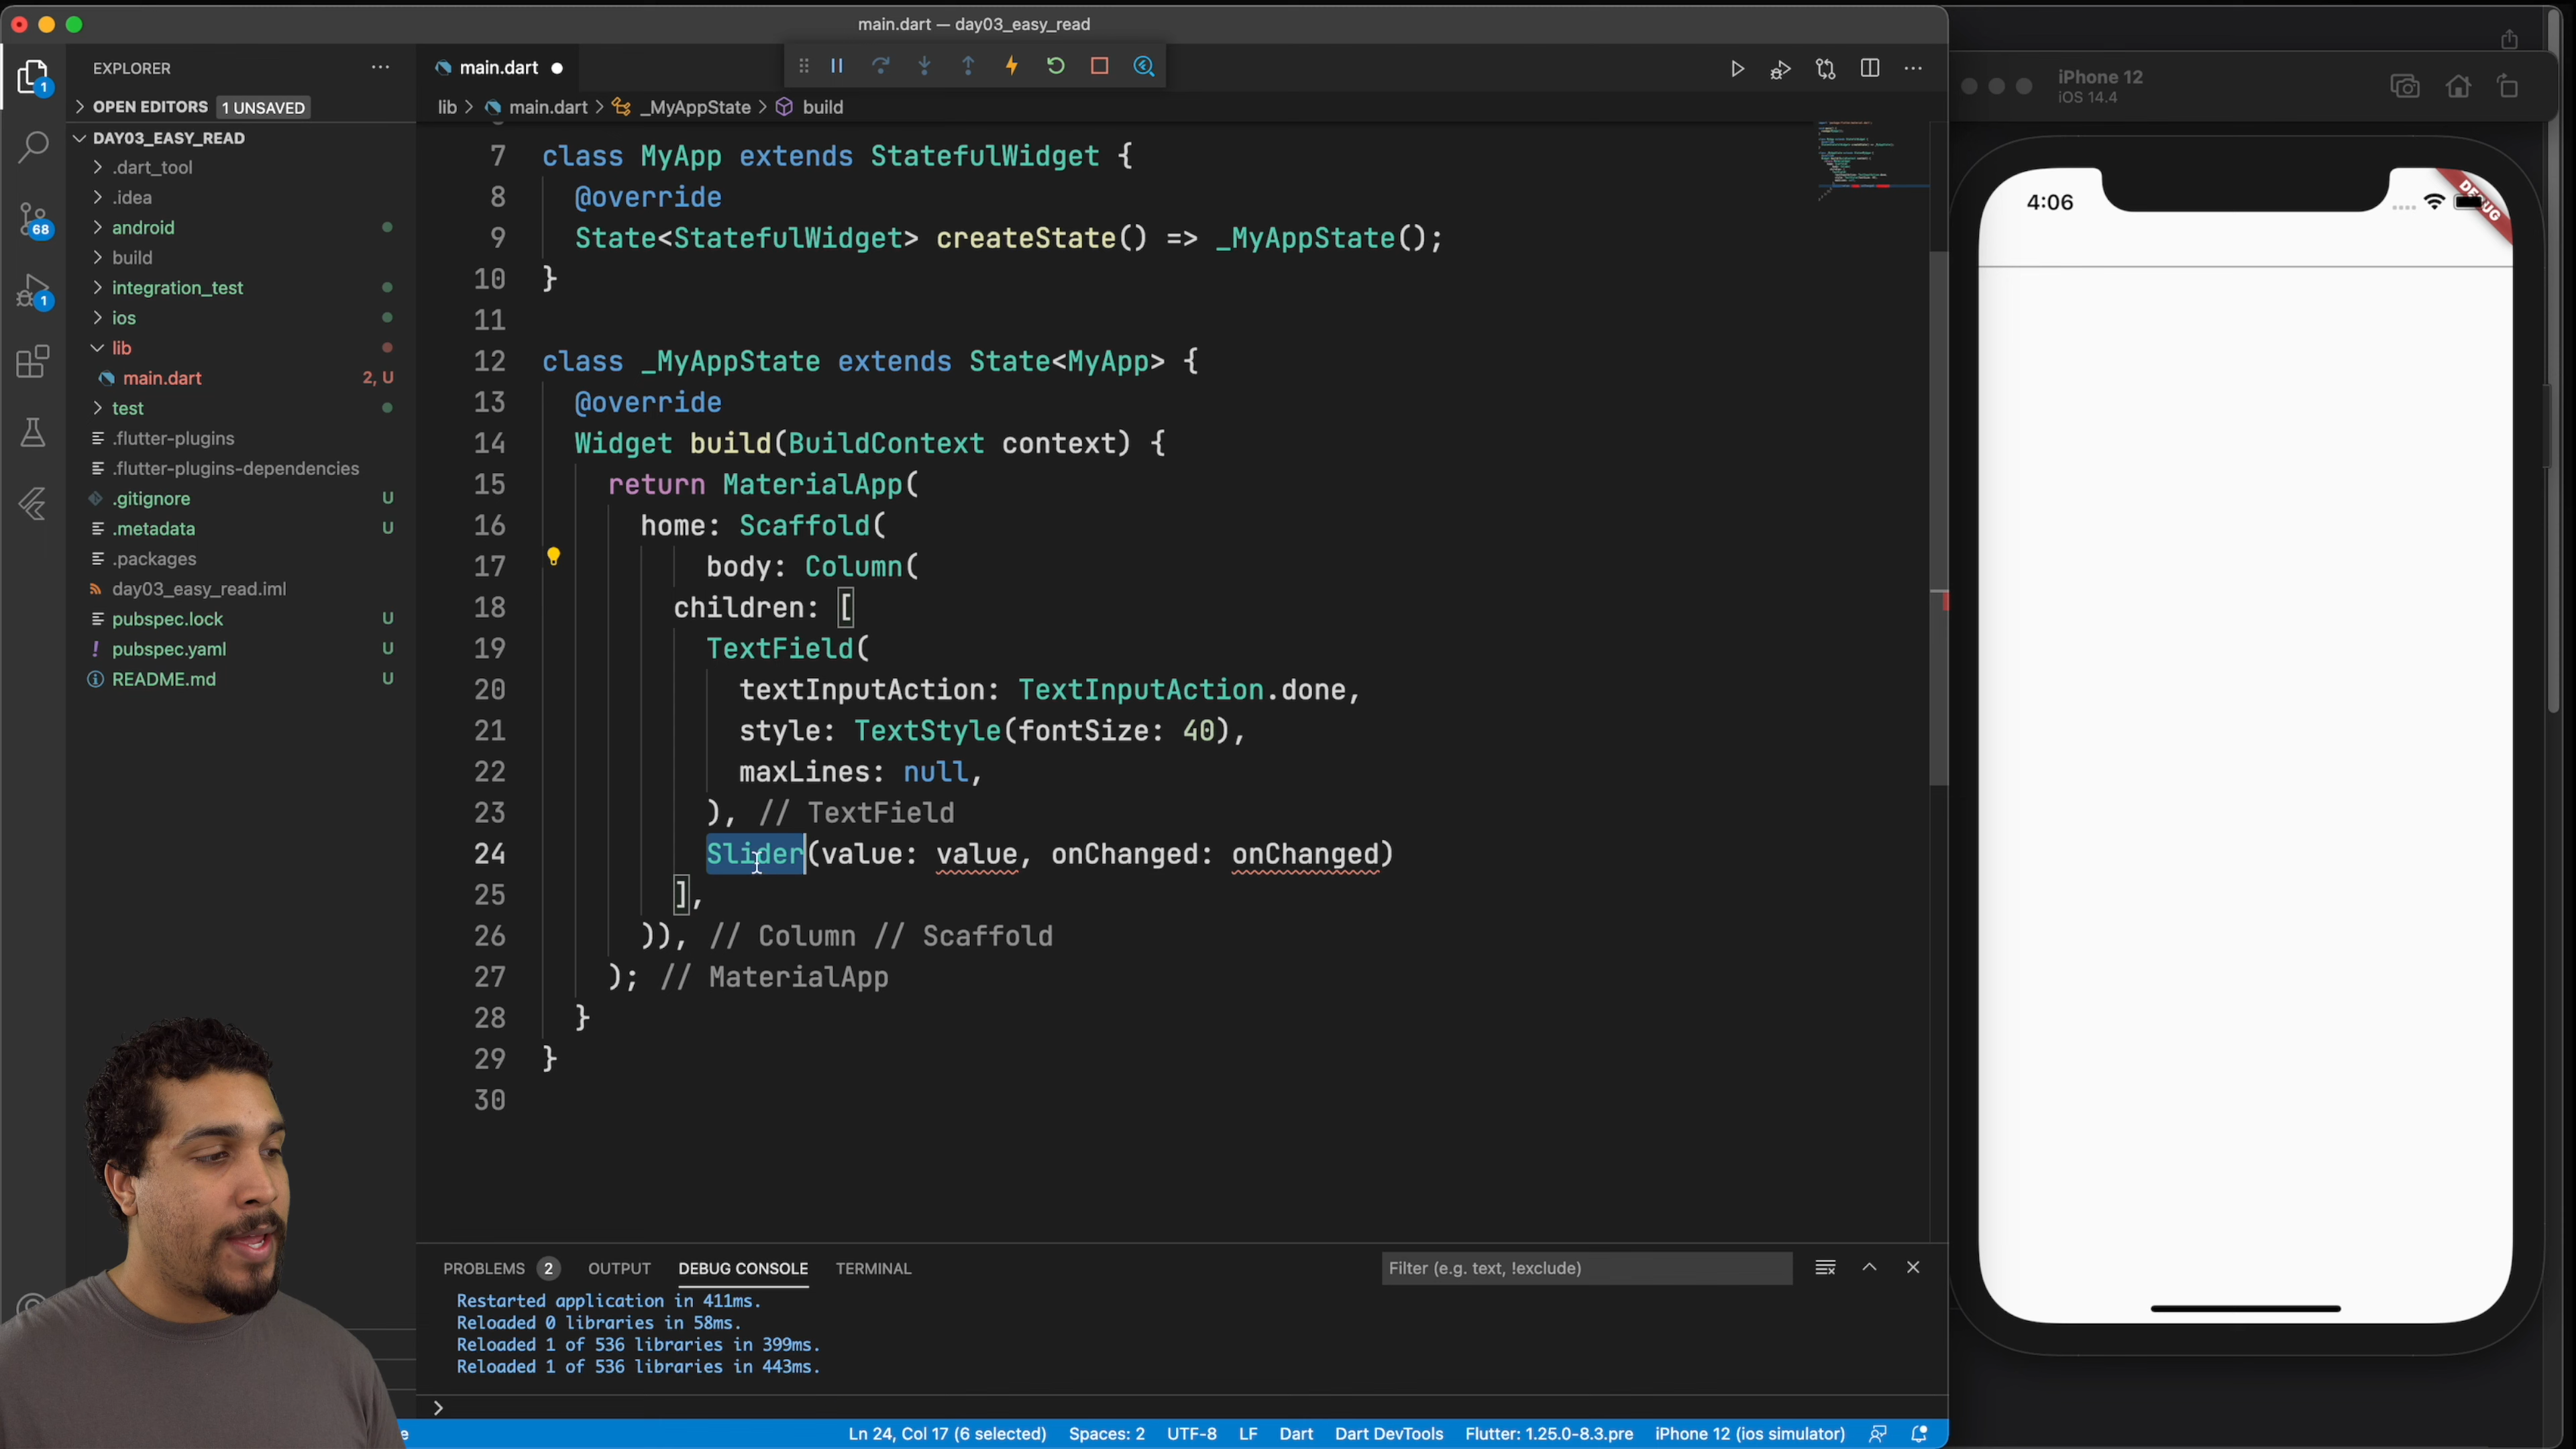 main.dart — day03_easy_read
EXPLORER
OPEN EDITORS 1 UNSAVED
DAY03_EASY_READ
.dart_tool
.idea
android
build
integration_test
ios
lib
main.dart 2, U
test
.flutter-plugins
.flutter-plugins-dependencies
.gitignore U
.metadata U
.packages
day03_easy_read.iml
pubspec.lock U
! pubspec.yaml U
README.md U
1
68
1
main.dart
lib > main.dart > _MyAppState > build
7 class MyApp extends StatefulWidget {
8 @override
9 State<StatefulWidget> createState() => _MyAppState();
10 }
11
12 class _MyAppState extends State<MyApp> {
13 @override
14 Widget build(BuildContext context) {
15 return MaterialApp(
16 home: Scaffold(
17 body: Column(
18 children: [
19 TextField(
20 textInputAction: TextInputAction.done,
21 style: TextStyle(fontSize: 40),
22 maxLines: null,
23 ), // TextField
24 Slider(value: value, onChanged: onChanged)
25 ],
26 )), // Column // Scaffold
27 ); // MaterialApp
28 }
29 }
30
PROBLEMS 2 OUTPUT DEBUG CONSOLE TERMINAL
Filter (e.g. text, !exclude)
Restarted application in 411ms.
Reloaded 0 libraries in 58ms.
Reloaded 1 of 536 libraries in 399ms.
Reloaded 1 of 536 libraries in 443ms.
>
Ln 24, Col 17 (6 selected) Spaces: 2 UTF-8 LF Dart Dart DevTools Flutter: 1.25.0-8.3.pre iPhone 12 (ios simulator)
iPhone 12
iOS 14.4
4:06
DEBUG